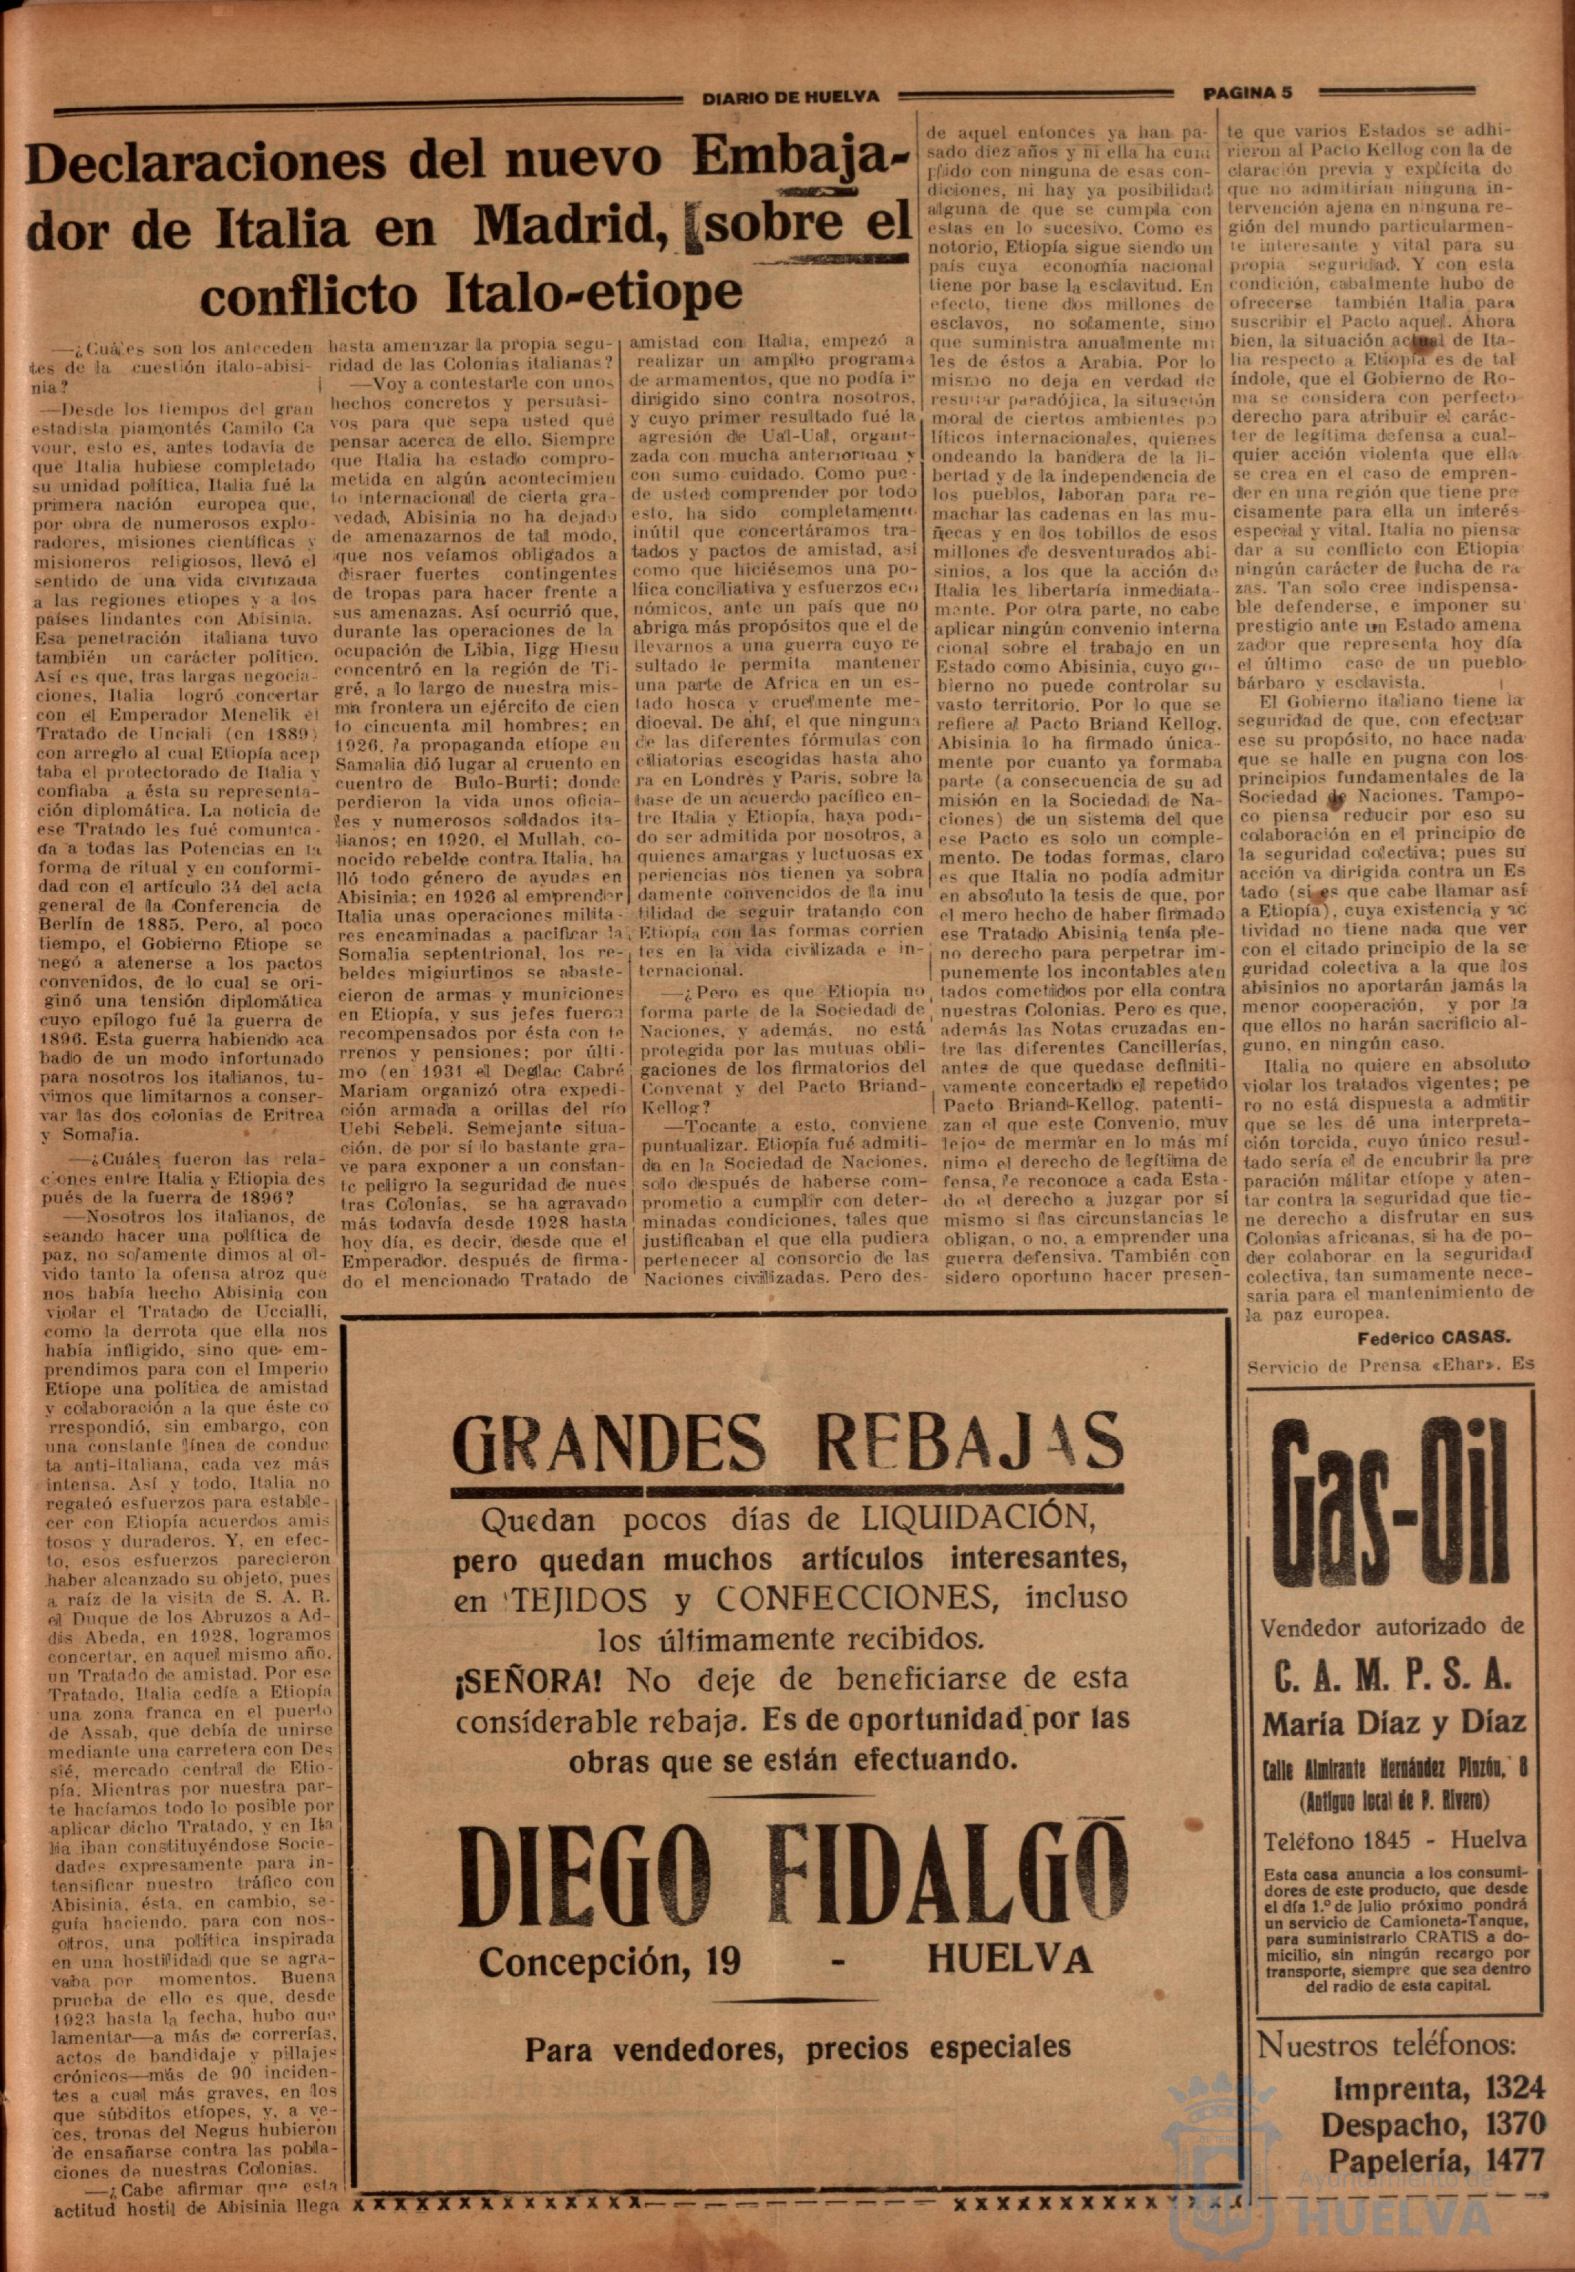 DIARIO DE HUELVA
PAGINA 5
Declaraciones del nuevo Embaja-
dor de Italia en Madrid, sobre el
conflicto Italo-etiope
—¿Cuáles son los anteceden
tes de la cuestión italo-abisi-
nia?
—Desde los tiempos del gran
estadista piamontés Camilo Ca
vour, esto es, antes todavía de
que Italia hubiese completado
su unidad política, Italia fué la
primera nación europea que,
por obra de numerosos explo-
radores, misiones científicas y
misioneros religiosos, llevó el
sentido de una vida civilizada
a las regiones etiopes y a los
países lindantes con Abisinia.
Esa penetración italiana tuvo
también un carácter político.
Así es que, tras largas negocia-
ciones, Italia logró concertar
con el Emperador Menelik el
Tratado de Unciali (en 1889)
con arreglo al cual Etiopía acep
taba el protectorado de Italia y
confiaba a ésta su representa-
ción diplomática. La noticia de
ese Tratado les fué comunica-
da a todas las Potencias en la
forma de ritual y en conformi-
dad con el artículo 34 del acta
general de la Conferencia de
Berlín de 1885. Pero, al poco
tiempo, el Gobierno Etiope se
negó a atenerse a los pactos
convenidos, de lo cual se ori-
ginó una tensión diplomática
cuyo epílogo fué la guerra de
1896. Esta guerra habiendo aca
bado de un modo infortunado
para nosotros los italianos, tu-
vimos que limitarnos a conser-
var las dos colonias de Eritrea
y Somalía.
—¿Cuáles fueron las rela-
ciones entre Italia y Etiopia des
pués de la fuerra de 1896?
—Nosotros los italianos, de
seando hacer una política de
paz, no solamente dimos al ol-
vido tanto la ofensa atroz que
nos había hecho Abisinia con
violar el Tratado de Uccialli,
como la derrota que ella nos
había infligido, sino que em-
prendimos para con el Imperio
Etíope una política de amistad
y colaboración a la que éste co
rrespondió, sin embargo, con
una constante línea de conduc
ta anti-italiana, cada vez más
intensa. Así y todo, Italia no
regateó esfuerzos para estable-
cer con Etiopía acuerdos amis
tosos y duraderos. Y, en efec-
to, esos esfuerzos parecieron
haber alcanzado su objeto, pues
a raíz de la visita de S. A. R.
el Duque de los Abruzos a Ad-
dis Abeda, en 1928, logramos
concertar, en aquel mismo año,
un Tratado de amistad. Por ese
Tratado, Italia cedía a Etiopía
una zona franca en el puerto
de Assab, que debía de unirse
mediante una carretera con Des
sié, mercado central de Etio-
pía. Mientras por nuestra par-
te hacíamos todo lo posible por
aplicar dicho Tratado, y en Ita
lia iban constituyéndose Socie-
dades expresamente para in-
tensificar nuestro tráfico con
Abisinia, ésta, en cambio, se-
guía haciendo, para con nos-
otros, una política inspirada
en una hostilidad que se agra-
vaba por momentos. Buena
prueba de ello es que, desde
1923 hasta la fecha, hubo que
lamentar—a más de correrías,
actos de bandidaje y pillajes
crónicos—más de 90 inciden-
tes a cual más graves, en los
que súbditos etíopes, y, a ve-
ces, tropas del Negus hubieron
de ensañarse contra las pobla-
ciones de nuestras Colonias.
—¿Cabe afirmar que esta
actitud hostil de Abisinia llega
hasta amenazar la propia segu-
ridad de las Colonias italianas?
—Voy a contestarle con unos
hechos concretos y persuasi-
vos para que sepa usted qué
pensar acerca de ello. Siempre
que Italia ha estado compro-
metida en algún acontecimien
to internacional de cierta gra-
vedad, Abisinia no ha dejado
de amenazarnos de tal modo,
que nos veíamos obligados a
disraer fuertes contingentes
de tropas para hacer frente a
sus amenazas. Así ocurrió que,
durante las operaciones de la
ocupación de Libia, ligg Hiesu
concentró en la región de Ti-
gré, a lo largo de nuestra mis-
ma frontera un ejército de cien
to cincuenta mil hombres; en
1926, la propaganda etíope en
Samalia dió lugar al cruento en
cuentro de Bulo-Burti; donde
perdieron la vida unos oficia-
les y numerosos soldados ita-
lianos; en 1920, el Mullah, co-
nocido rebelde contra Italia, ha
lló todo género de ayudes en
Abisinia; en 1926 al emprender
Italia unas operaciones milita-
res encaminadas a pacificar la
Somalia septentrional, los re-
beldes migiurtinos se abaste-
cieron de armas y municiones
en Etiopía, y sus jefes fueron
recompensados por ésta con te
rrenos y pensiones; por últi-
mo (en 1931 el Degiac Cabré
Mariam organizó otra expedi-
ción armada a orillas del río
Uebi Sebeli. Semejante situa-
ción, de por sí lo bastante gra-
ve para exponer a un constan-
te peligro la seguridad de nues
tras Colonias, se ha agravado
más todavía desde 1928 hasta
hoy día, es decir, desde que el
Emperador, después de firma-
do el mencionado Tratado de
amistad con Italia, empezó a
realizar un amplio programa
de armamentos, que no podía ir
dirigido sino contra nosotros,
y cuyo primer resultado fué la
agresión de Ual-Ual, organi-
zada con mucha anterioridad y
con sumo cuidado. Como pue-
de usted comprender por todo
esto, ha sido completamente
inútil que concertáramos tra-
tados y pactos de amistad, así
como que hiciésemos una po-
lítica conciliativa y esfuerzos eco
nómicos, ante un país que no
abriga más propósitos que el de
llevarnos a una guerra cuyo re
sultado le permita mantener
una parte de Africa en un es-
tado hosca y cruelmente me-
dioeval. De ahí, el que ninguna
de las diferentes fórmulas con
ciliatorias escogidas hasta aho
ra en Londres y Paris, sobre la
base de un acuerdo pacífico en-
tre Italia y Etiopía, haya podi-
do ser admitida por nosotros, a
quienes amargas y luctuosas ex
periencias nos tienen ya sobra
damente convencidos de la inu
tilidad de seguir tratando con
Etiopía con las formas corrien
tes en la vida civilizada e in-
ternacional.
—¿Pero es que Etiopía no
forma parte de la Sociedad de
Naciones, y además, no está
protegida por las mutuas obli-
gaciones de los firmatorios del
Convenat y del Pacto Briand-
Kellog?
—Tocante a esto, conviene
puntualizar. Etiopía fué admiti-
da en la Sociedad de Naciones,
solo después de haberse com-
prometio a cumplir con deter-
minadas condiciones, tales que
justificaban el que ella pudiera
pertenecer al consorcio de las
Naciones civilizadas. Pero des-
de aquel entonces ya han pa-
sado diez años y ni ella ha cum
plido con ninguna de esas con-
diciones, ni hay ya posibilidad
alguna de que se cumpla con
estas en lo sucesivo. Como es
notorio, Etiopía sigue siendo un
país cuya economía nacional
tiene por base la esclavitud. En
efecto, tiene dos millones de
esclavos, no solamente, sino
que suministra anualmente mi
les de éstos a Arabia. Por lo
mismo no deja en verdad de
resultar paradójica, la situación
moral de ciertos ambientes po
líticos internacionales, quienes
ondeando la bandera de la li-
bertad y de la independencia de
los pueblos, laboran para re-
machar las cadenas en las mu-
ñecas y en los tobillos de esos
millones de desventurados abi-
sinios, a los que la acción de
Italia les libertaría inmediata-
mente. Por otra parte, no cabe
aplicar ningún convenio interna
cional sobre el trabajo en un
Estado como Abisinia, cuyo go-
bierno no puede controlar su
vasto territorio. Por lo que se
refiere al Pacto Briand Kellog,
Abisinia lo ha firmado única-
mente por cuanto ya formaba
parte (a consecuencia de su ad
misión en la Sociedad de Na-
ciones) de un sistema del que
ese Pacto es solo un comple-
mento. De todas formas, claro
es que Italia no podía admitir
en absoluto la tesis de que, por
el mero hecho de haber firmado
ese Tratado Abisinia tenía ple-
no derecho para perpetrar im-
punemente los incontables aten
tados cometidos por ella contra
nuestras Colonias. Pero es que,
además las Notas cruzadas en-
tre las diferentes Cancillerías,
antes de que quedase definiti-
vamente concertado el repetido
Pacto Briand-Kellog, patenti-
zan el que este Convenio, muy
lejos de mermar en lo más mí
nimo el derecho de legítima de
fensa, le reconoce a cada Esta-
do el derecho a juzgar por sí
mismo si las circunstancias le
obligan, o no, a emprender una
guerra defensiva. También con
sidero oportuno hacer presen-
te que varios Estados se adhi-
rieron al Pacto Kellog con la de
claración previa y explícita de
que no admitirían ninguna in-
tervención ajena en ninguna re-
gión del mundo particularmen-
te interesante y vital para su
propia seguridad. Y con esta
condición, cabalmente hubo de
ofrecerse también Italia para
suscribir el Pacto aquel. Ahora
bien, la situación actual de Ita-
lia respecto a Etiopía es de tal
índole, que el Gobierno de Ro-
ma se considera con perfecto
derecho para atribuir el carác-
ter de legítima defensa a cual-
quier acción violenta que ella
se crea en el caso de empren-
der en una región que tiene pre
cisamente para ella un interés
especial y vital. Italia no piensa
dar a su conflicto con Etiopia
ningún carácter de lucha de ra
zas. Tan solo cree indispensa-
ble defenderse, e imponer su
prestigio ante un Estado amena
zador que representa hoy día
el último caso de un pueblo
bárbaro y esclavista.
El Gobierno italiano tiene la
seguridad de que, con efectuar
ese su propósito, no hace nada
que se halle en pugna con los
principios fundamentales de la
Sociedad de Naciones. Tampo-
co piensa reducir por eso su
colaboración en el principio de
la seguridad colectiva; pues su
acción va dirigida contra un Es
tado (si es que cabe llamar así
a Etiopía), cuya existencia y ac
tividad no tiene nada que ver
con el citado principio de la se
guridad colectiva a la que los
abisinios no aportarán jamás la
menor cooperación, y por la
que ellos no harán sacrificio al-
guno, en ningún caso.
Italia no quiere en absoluto
violar los tratados vigentes; pe
ro no está dispuesta a admitir
que se les dé una interpreta-
ción torcida, cuyo único resul-
tado sería el de encubrir la pre
paración militar etíope y aten-
tar contra la seguridad que tie-
ne derecho a disfrutar en sus
Colonias africanas, si ha de po-
der colaborar en la seguridad
colectiva, tan sumamente nece-
saria para el mantenimiento de
la paz europea.
Federico CASAS.
Servicio de Prensa «Ehar». Es
GRANDES REBAJAS
Quedan pocos días de LIQUIDACIÓN,
pero quedan muchos artículos interesantes,
en TEJIDOS y CONFECCIONES, incluso
los últimamente recibidos.
¡SEÑORA! No deje de beneficiarse de esta
considerable rebaja. Es de oportunidad por las
obras que se están efectuando.
DIEGO FIDALGO
Concepción, 19 - HUELVA
Para vendedores, precios especiales
Gas-Oil
Vendedor autorizado de
C. A. M. P. S. A.
María Díaz y Díaz
Calle Almirante Hernández Pinzón, 8
(Antiguo local de P. Rivero)
Teléfono 1845 - Huelva
Esta casa anuncia a los consumi-
dores de este producto, que desde
el día 1.º de Julio próximo pondrá
un servicio de Camioneta-Tanque,
para suministrarlo CRATIS a do-
micilio, sin ningún recargo por
transporte, siempre que sea dentro
del radio de esta capital.
Nuestros teléfonos:
Imprenta, 1324
Despacho, 1370
Papelería, 1477
Ayuntamiento de
HUELVA